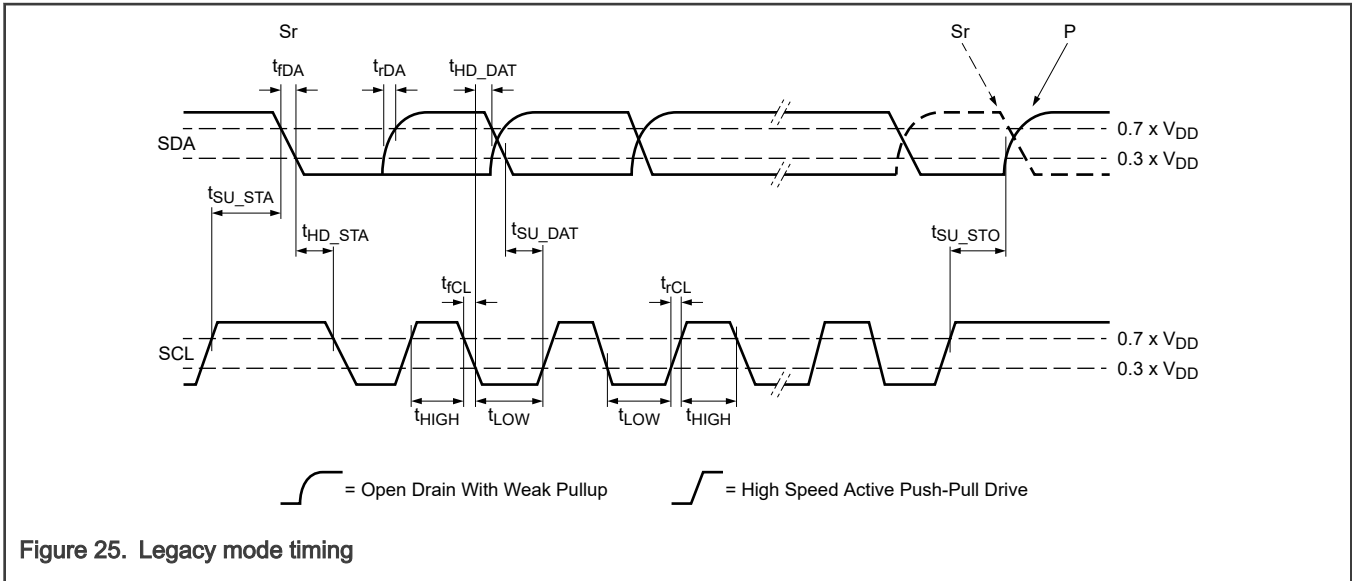 Sr Sr P
tfDA trDA tHD_DAT
0.7 x VDD
SDA
0.3 x VDD
tSU_STA
tHD_STA tSU_DAT tSU_STO
tfCL trCL
0.7 x VDD
SCL
0.3 x VDD
tHIGH tLOW tLOW tHIGH
= Open Drain With Weak Pullup = High Speed Active Push-Pull Drive
Figure 25. Legacy mode timing